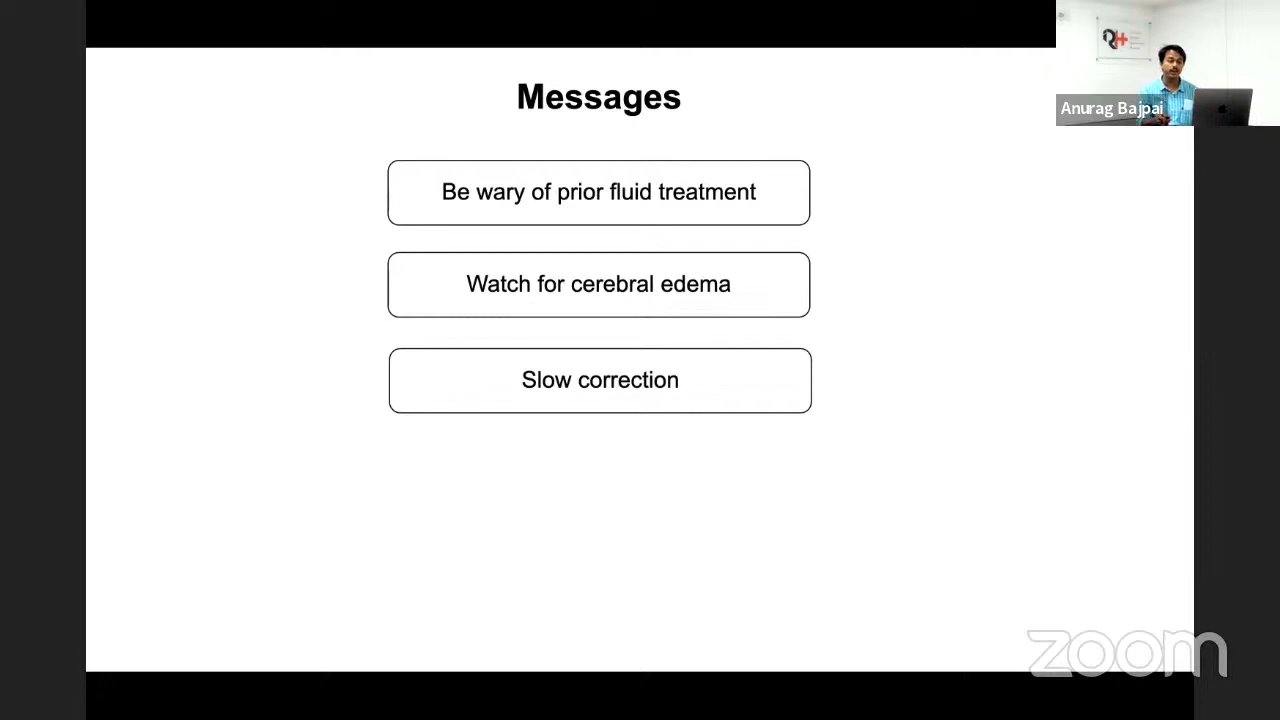 Messages
Anurag Bajpai
Be wary of prior fluid treatment
Watch for cerebral edema
Slow correction
zoom